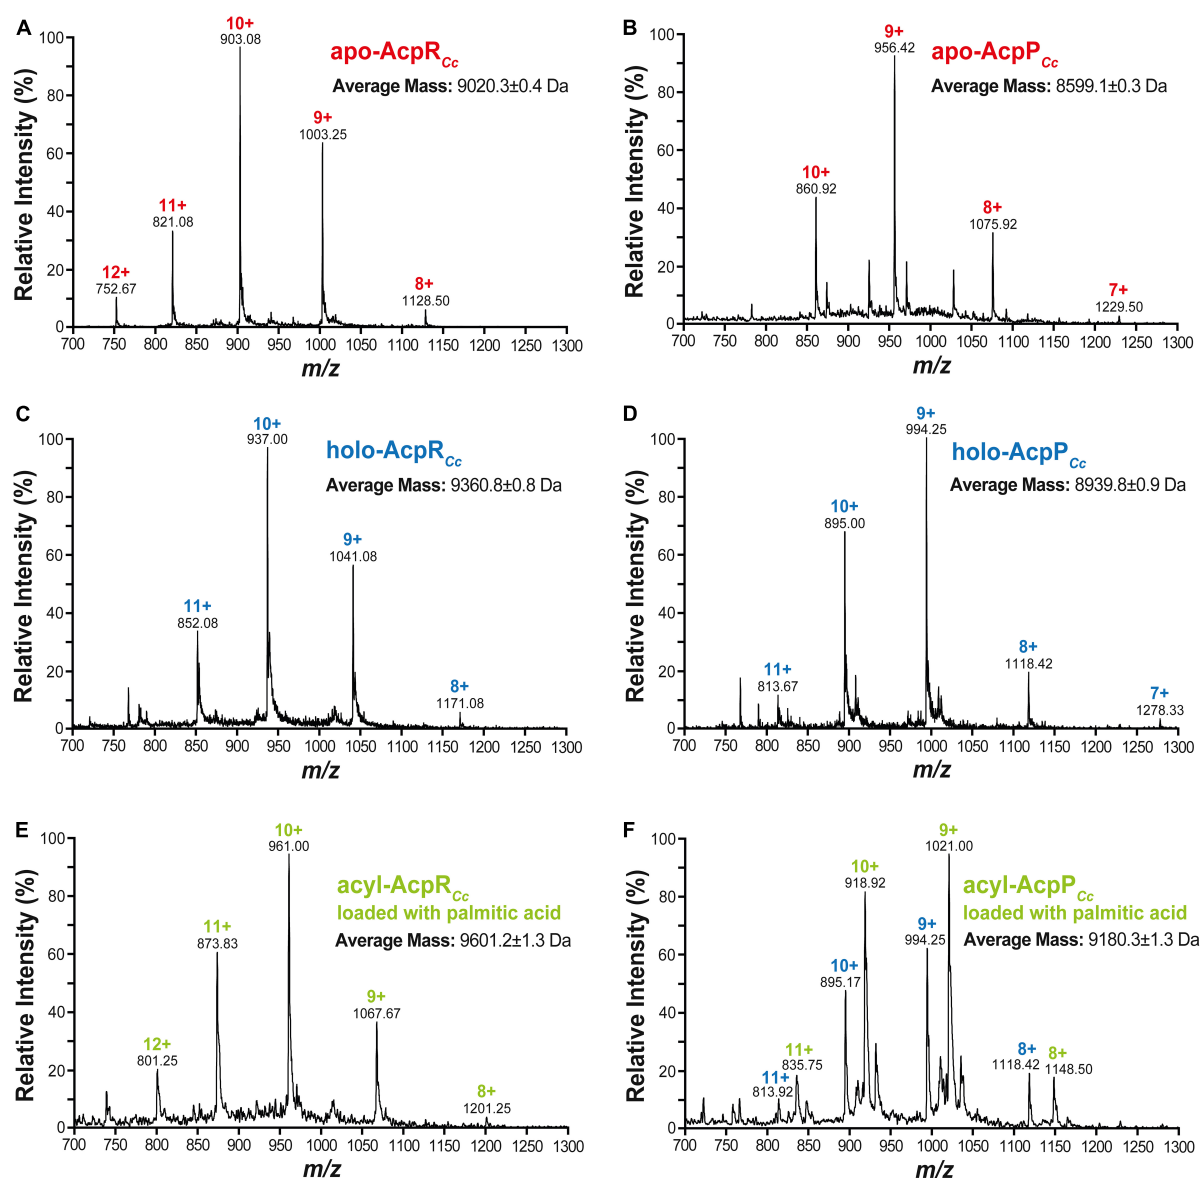 A
apo-AcpR_Cc
Average Mass: 9020.3±0.4 Da
Relative Intensity (%)
100
80
60
40
20
0
12+
752.67
11+
821.08
10+
903.08
9+
1003.25
8+
1128.50
700 750 800 850 900 950 1000 1050 1100 1150 1200 1250 1300
m/z
B
apo-AcpP_Cc
Average Mass: 8599.1±0.3 Da
Relative Intensity (%)
100
80
60
40
20
0
10+
860.92
9+
956.42
8+
1075.92
7+
1229.50
700 750 800 850 900 950 1000 1050 1100 1150 1200 1250 1300
m/z
C
holo-AcpR_Cc
Average Mass: 9360.8±0.8 Da
Relative Intensity (%)
100
80
60
40
20
0
11+
852.08
10+
937.00
9+
1041.08
8+
1171.08
700 750 800 850 900 950 1000 1050 1100 1150 1200 1250 1300
m/z
D
holo-AcpP_Cc
Average Mass: 8939.8±0.9 Da
Relative Intensity (%)
100
80
60
40
20
0
11+
813.67
10+
895.00
9+
994.25
8+
1118.42
7+
1278.33
700 750 800 850 900 950 1000 1050 1100 1150 1200 1250 1300
m/z
E
acyl-AcpR_Cc
loaded with palmitic acid
Average Mass: 9601.2±1.3 Da
Relative Intensity (%)
100
80
60
40
20
0
12+
801.25
11+
873.83
10+
961.00
9+
1067.67
8+
1201.25
700 750 800 850 900 950 1000 1050 1100 1150 1200 1250 1300
m/z
F
acyl-AcpP_Cc
loaded with palmitic acid
Average Mass: 9180.3±1.3 Da
Relative Intensity (%)
100
80
60
40
20
0
11+
813.92
11+
835.75
10+
895.17
10+
918.92
9+
994.25
9+
1021.00
8+
1118.42
8+
1148.50
700 750 800 850 900 950 1000 1050 1100 1150 1200 1250 1300
m/z